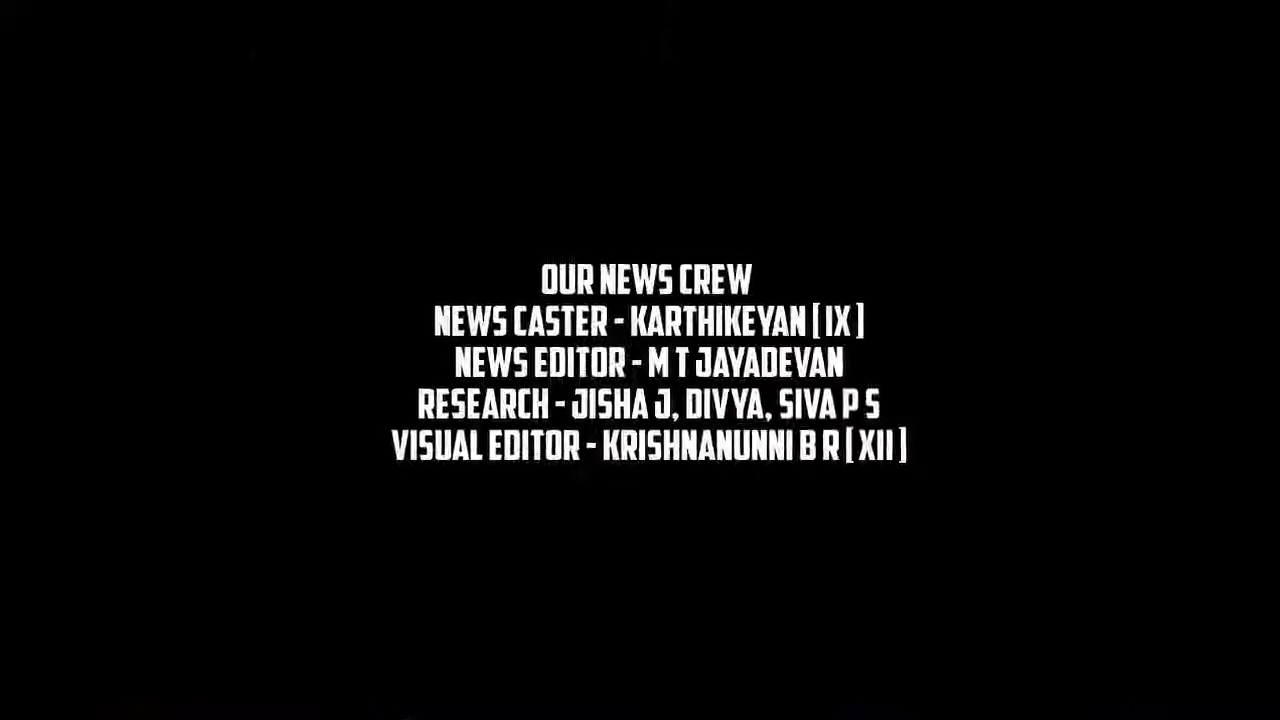 OUR NEWS CREW
NEWS CASTER - KARTHIKEYAN [ IX ]
NEWS EDITOR - M T JAYADEVAN
RESEARCH - JISHA J, DIVYA, SIVA P S
VISUAL EDITOR - KRISHNANUNNI B R [ XII ]